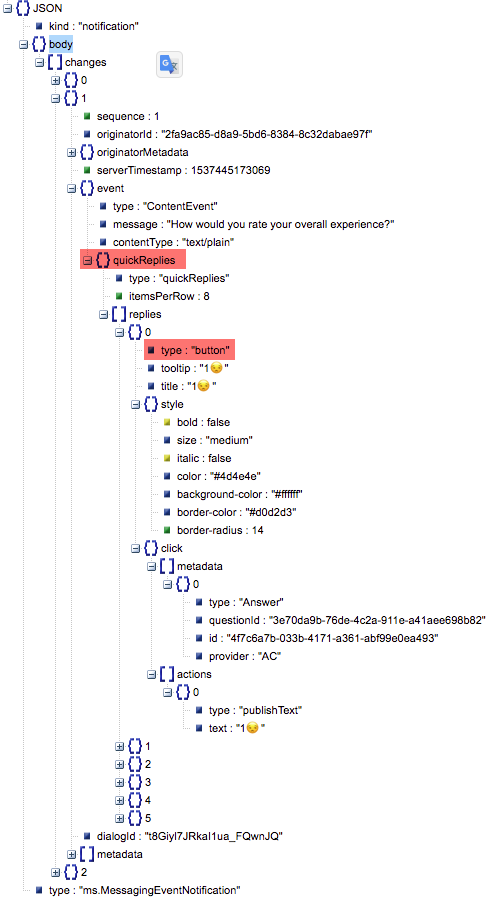 {} JSON
kind : "notification"
{} body
[] changes
{} 0
{} 1
sequence : 1
originatorId : "2fa9ac85-d8a9-5bd6-8384-8c32dabae97f"
{} originatorMetadata
serverTimestamp : 1537445173069
{} event
type : "ContentEvent"
message : "How would you rate your overall experience?"
contentType : "text/plain"
{} quickReplies
type : "quickReplies"
itemsPerRow : 8
[] replies
{} 0
type : "button"
tooltip : "1😒"
title : "1😒"
{} style
bold : false
size : "medium"
italic : false
color : "#4d4e4e"
background-color : "#ffffff"
border-color : "#d0d2d3"
border-radius : 14
{} click
[] metadata
{} 0
type : "Answer"
questionId : "3e70da9b-76de-4c2a-911e-a41aee698b82"
id : "4f7c6a7b-033b-4171-a361-abf99e0ea493"
provider : "AC"
[] actions
{} 0
type : "publishText"
text : "1😒"
{} 1
{} 2
{} 3
{} 4
{} 5
dialogId : "t8Giyl7JRkaI1ua_FQwnJQ"
[] metadata
{} 2
type : "ms.MessagingEventNotification"